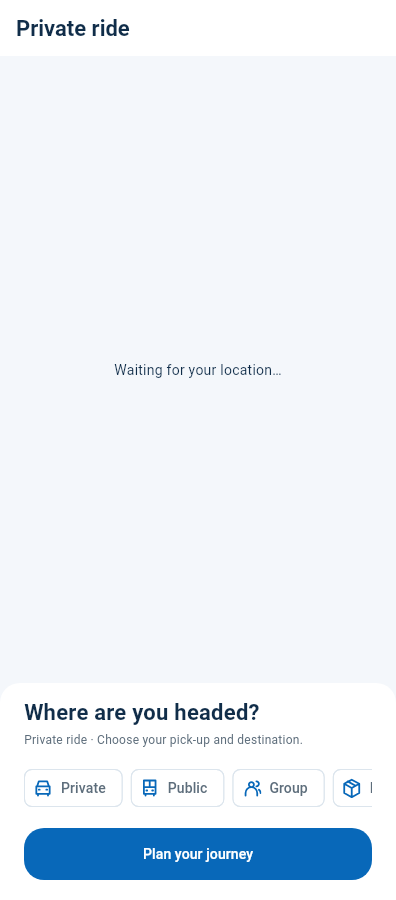 Private ride
Waiting for your location…
Where are you headed?
Private ride · Choose your pick-up and destination.
Private
Public
Group
Plan your journey